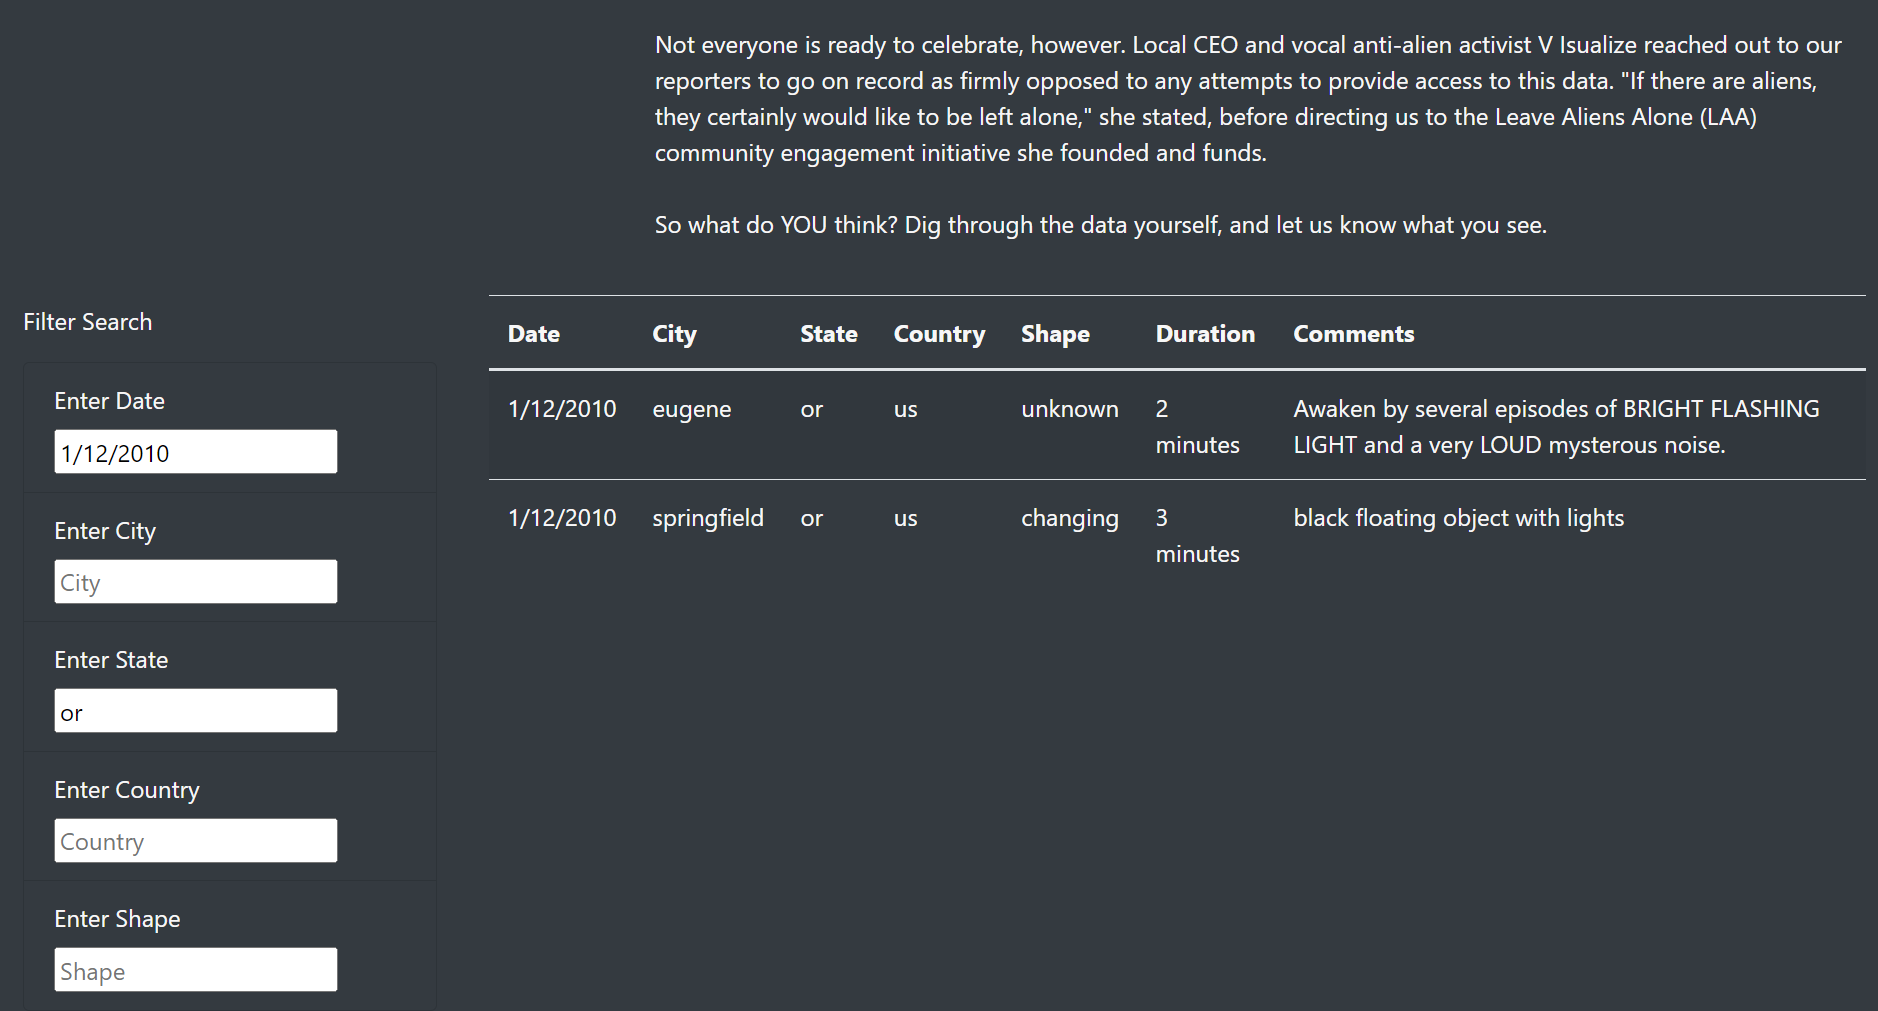 Not everyone is ready to celebrate, however. Local CEO and vocal anti-alien activist V Isualize reached out to our
reporters to go on record as firmly opposed to any attempts to provide access to this data. "If there are aliens,
they certainly would like to be left alone," she stated, before directing us to the Leave Aliens Alone (LAA)
community engagement initiative she founded and funds.
So what do YOU think? Dig through the data yourself, and let us know what you see.
Filter Search
Enter Date
1/12/2010
Enter City
City
Enter State
or
Enter Country
Country
Enter Shape
Shape
Date City State Country Shape Duration Comments
1/12/2010 eugene or us unknown 2 Awaken by several episodes of BRIGHT FLASHING
minutes LIGHT and a very LOUD mysterous noise.
1/12/2010 springfield or us changing 3 black floating object with lights
minutes